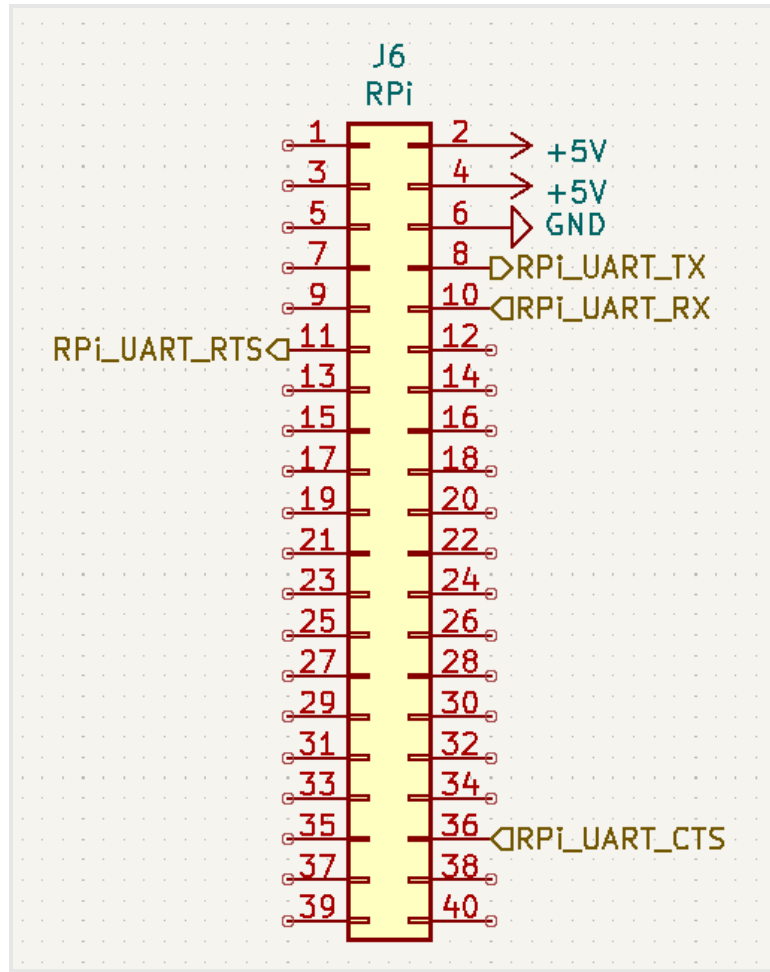 J6
RPi
1 2 +5V
3 4 +5V
5 6 GND
7 8 RPi_UART_TX
9 10 RPi_UART_RX
RPi_UART_RTS 11 12
13 14
15 16
17 18
19 20
21 22
23 24
25 26
27 28
29 30
31 32
33 34
35 36 RPi_UART_CTS
37 38
39 40